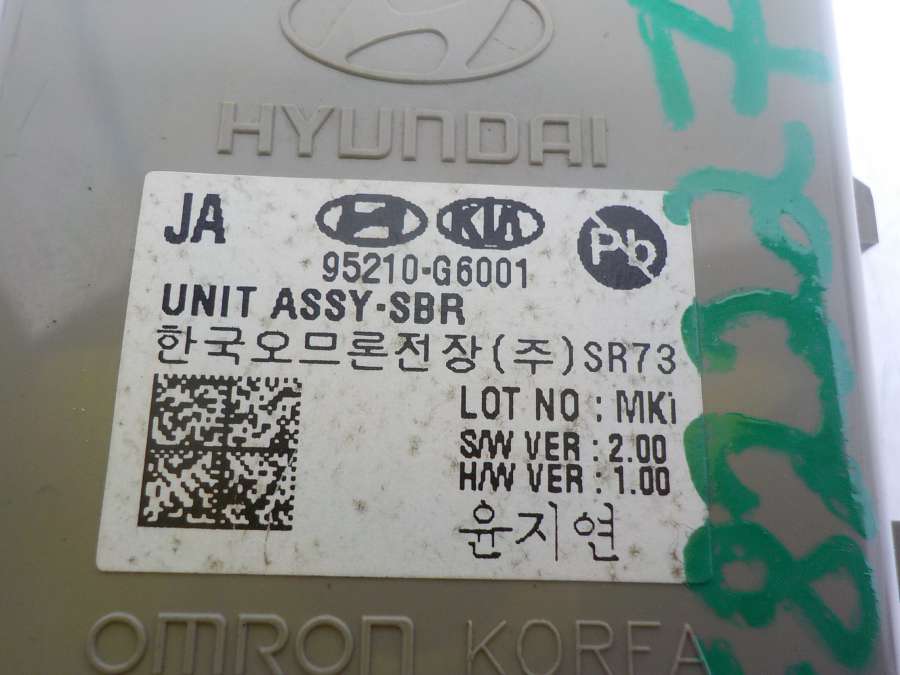 HYUNDAI
JA
KIA
Pb
95210-G6001
UNIT ASSY-SBR
한국오므론전장(주)SR73
LOT NO : MKi
S/W VER : 2.00
H/W VER : 1.00
윤지연
OMRON KOREA